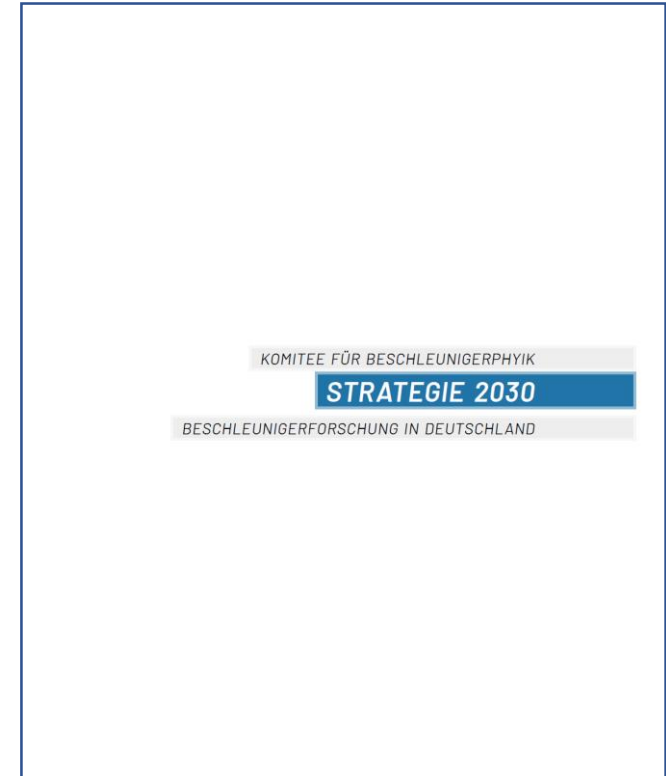 KOMITEE FÜR BESCHLEUNIGERPHYIK
STRATEGIE 2030
BESCHLEUNIGERFORSCHUNG IN DEUTSCHLAND